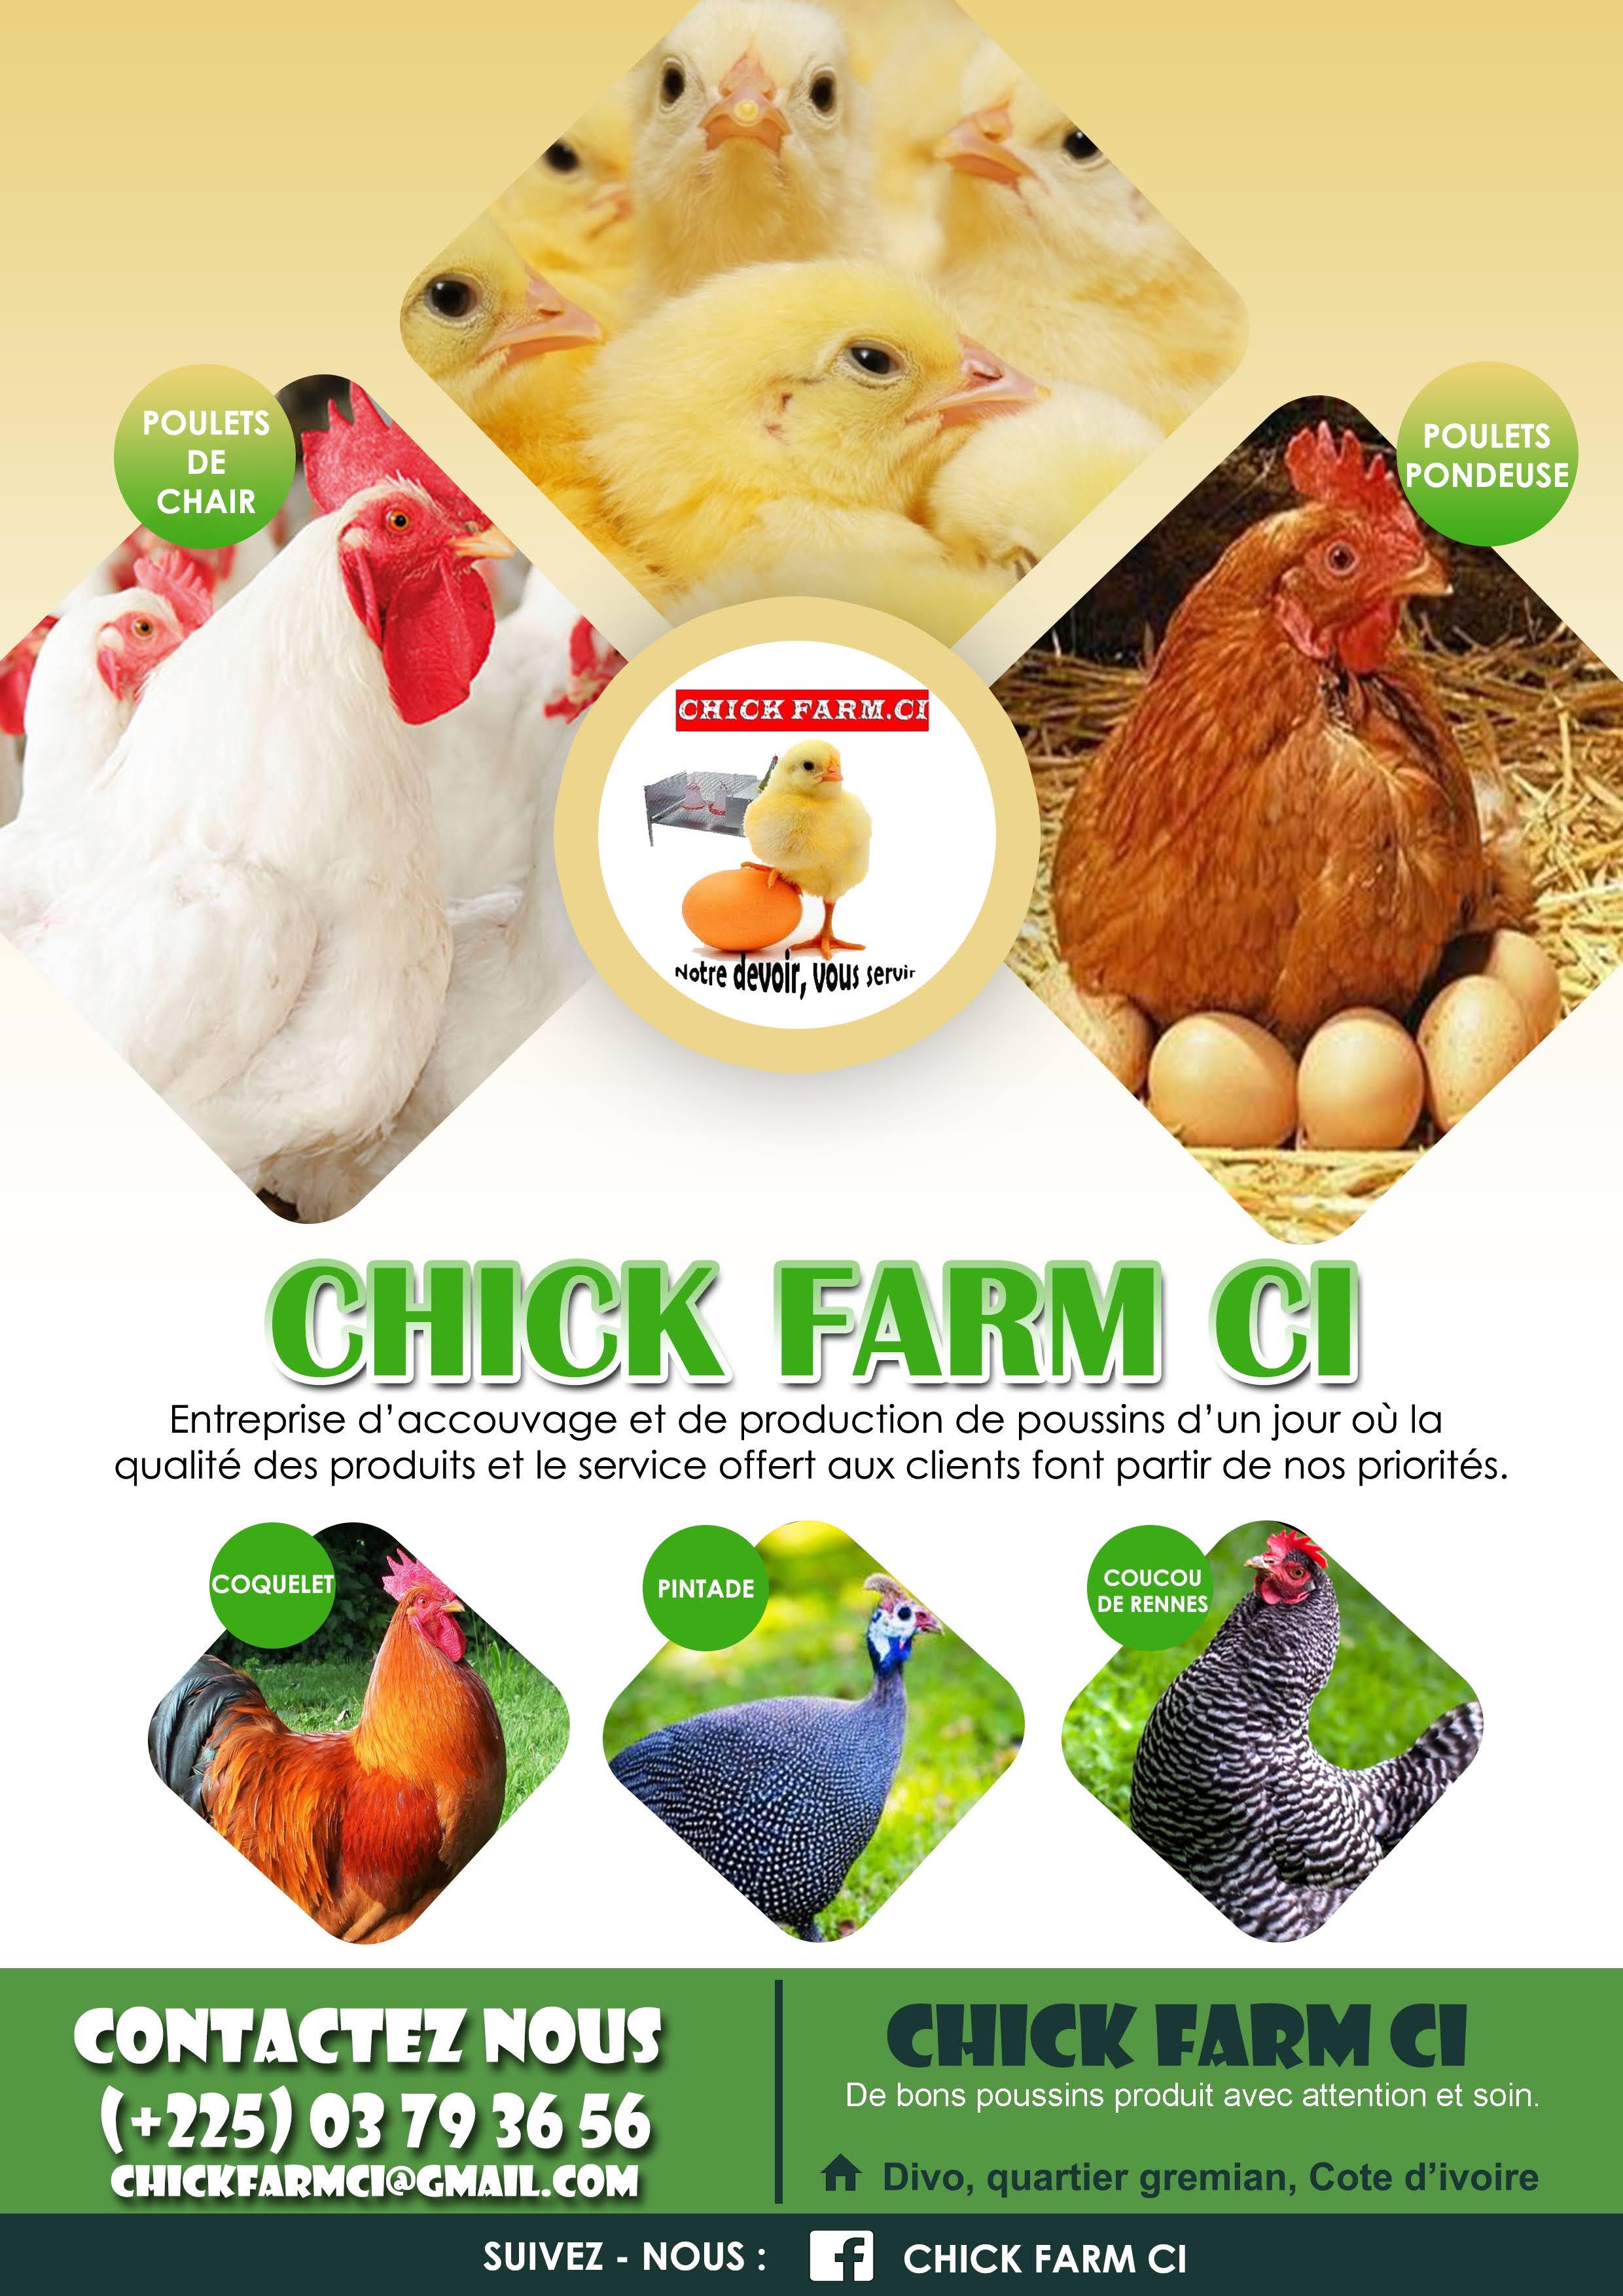 POULETS
DE
CHAIR
POULETS
PONDEUSE
CHICK FARM.CI
Notre devoir, vous servir
CHICK FARM CI
Entreprise d’accouvage et de production de poussins d’un jour où la
qualité des produits et le service offert aux clients font partir de nos priorités.
COQUELET
PINTADE
COUCOU
DE RENNES
CONTACTEZ NOUS
(+225) 03 79 36 56
CHICKFARMCI@GMAIL.COM
CHICK FARM CI
De bons poussins produit avec attention et soin.
Divo, quartier gremian, Cote d’ivoire
SUIVEZ - NOUS :
CHICK FARM CI